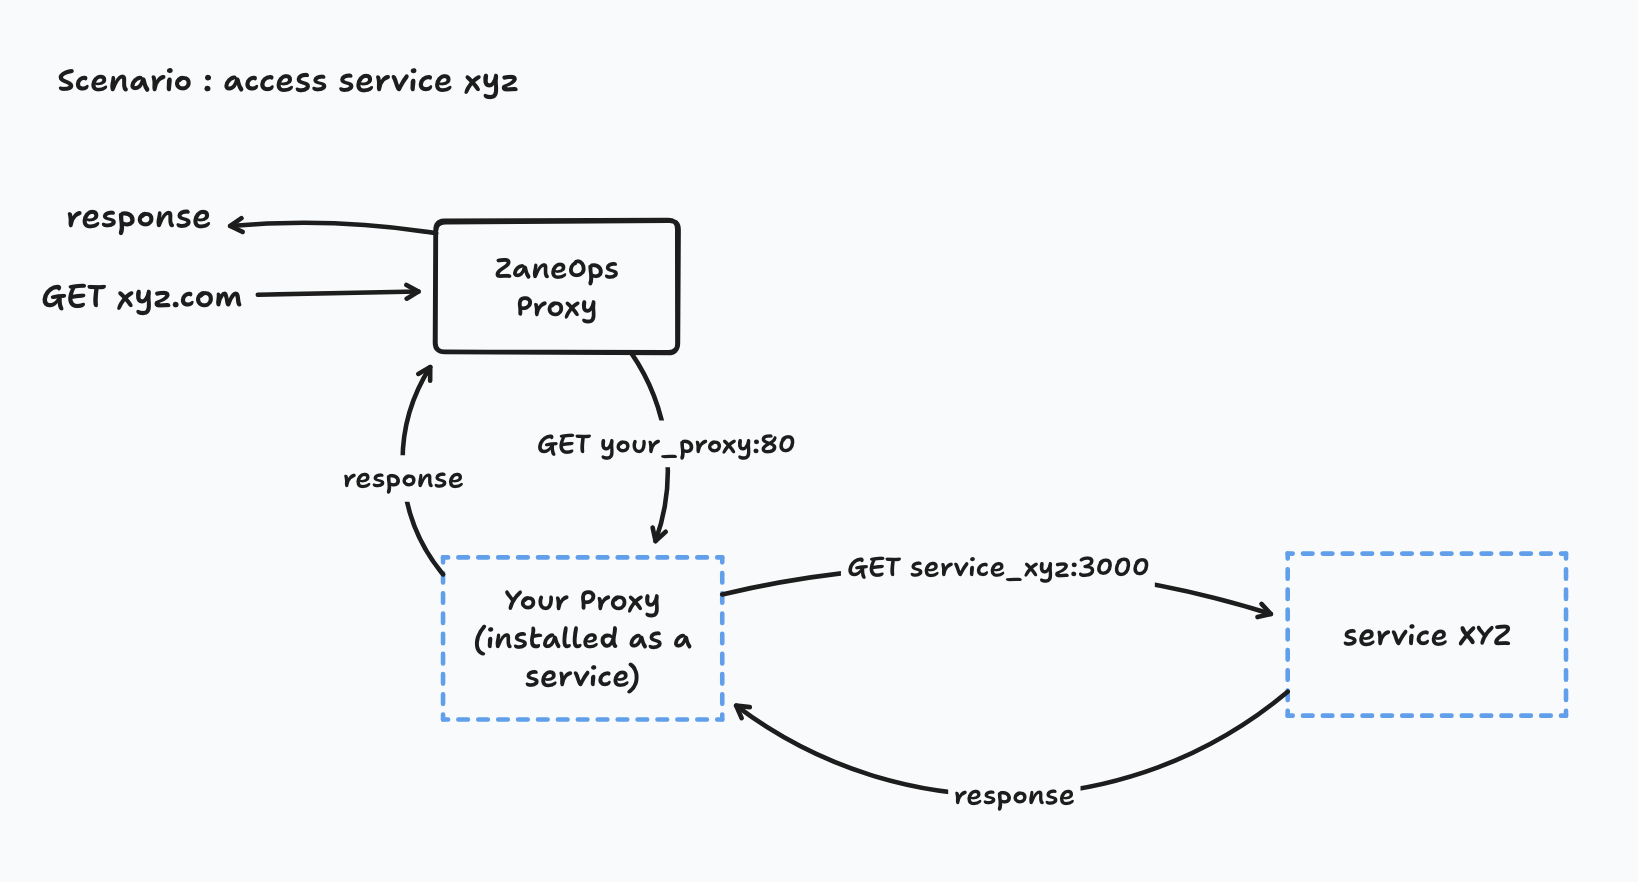 Scenario : access service xyz
response
ZaneOps
Proxy
GET xyz.com
GET your_proxy:80
response
GET service_xyz:3000
Your Proxy
(installed as a
service)
service XYZ
response